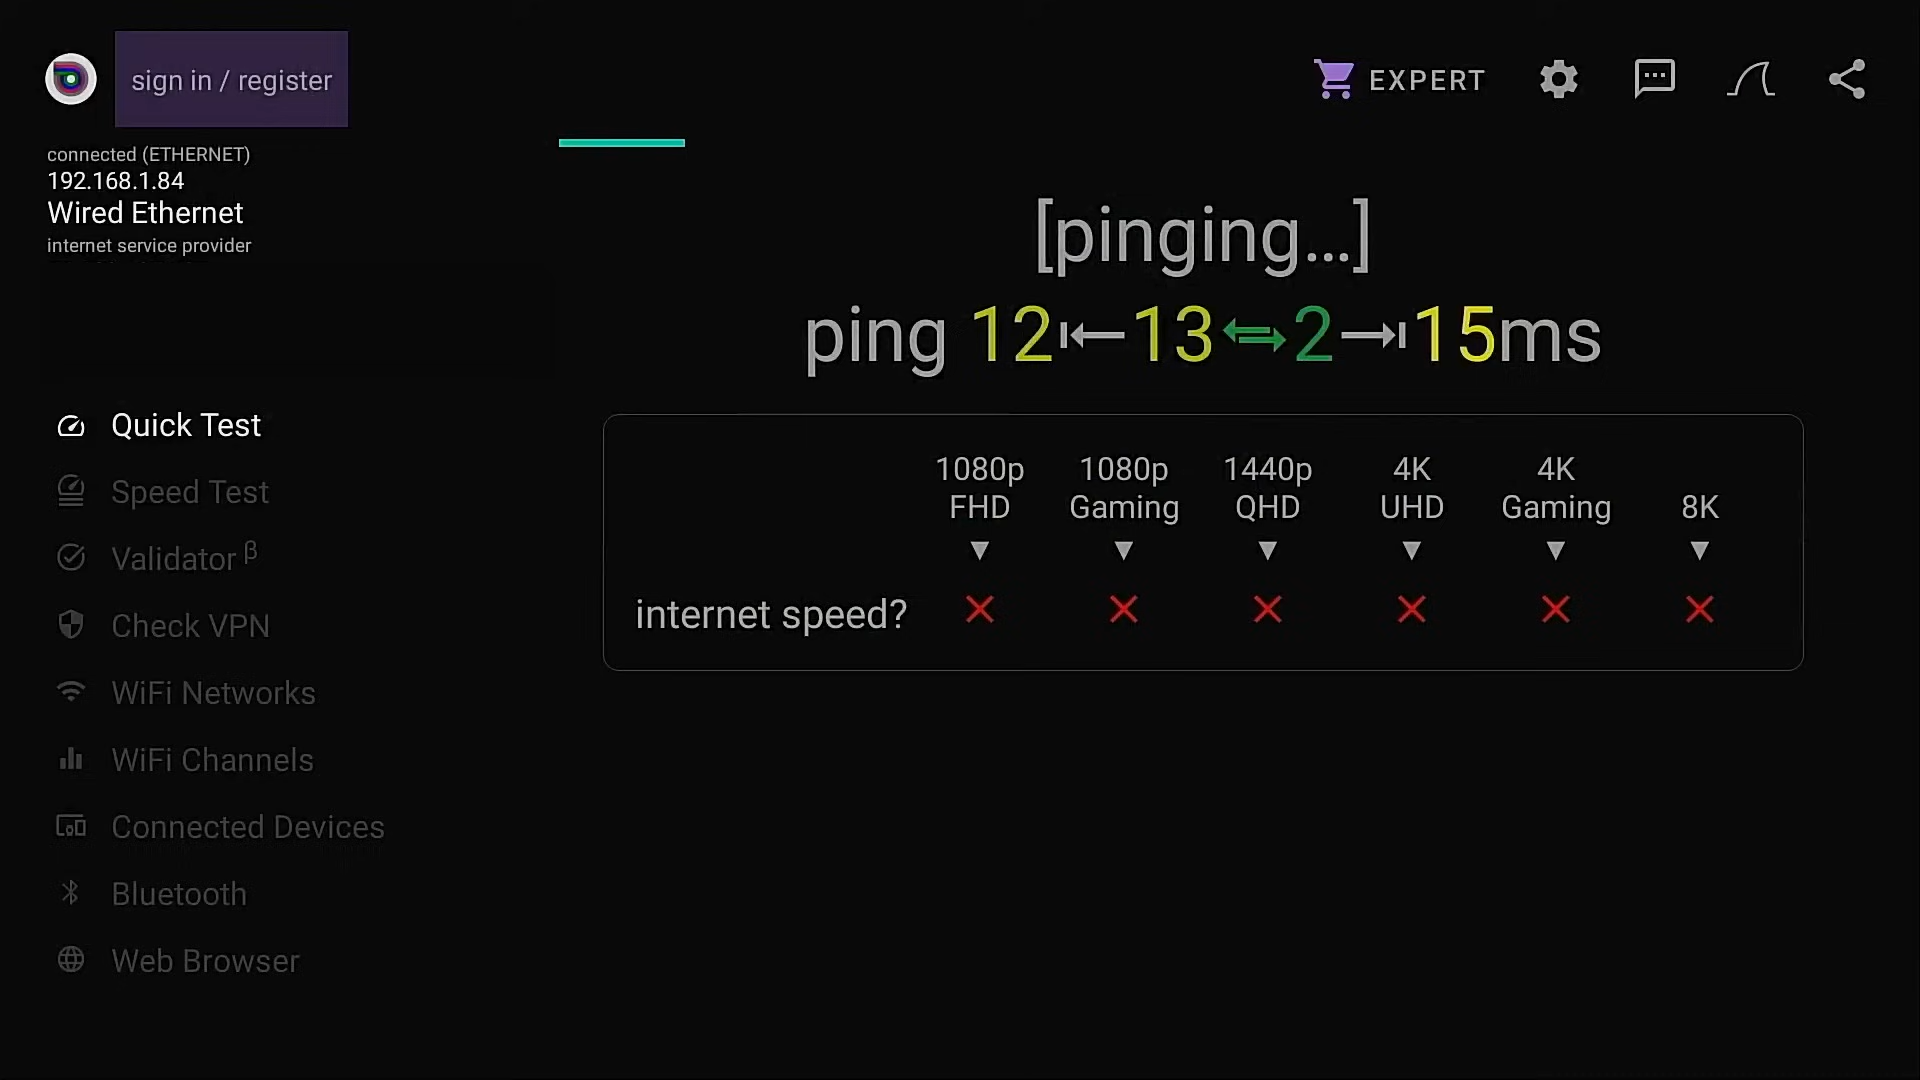 sign in / register
EXPERT
connected (ETHERNET)
192.168.1.84
Wired Ethernet
internet service provider
[pinging...]
ping 12⤆13⇆2⇥15ms
Quick Test
Speed Test
Validator β
Check VPN
WiFi Networks
WiFi Channels
Connected Devices
Bluetooth
Web Browser
1080p FHD
1080p Gaming
1440p QHD
4K UHD
4K Gaming
8K
internet speed?